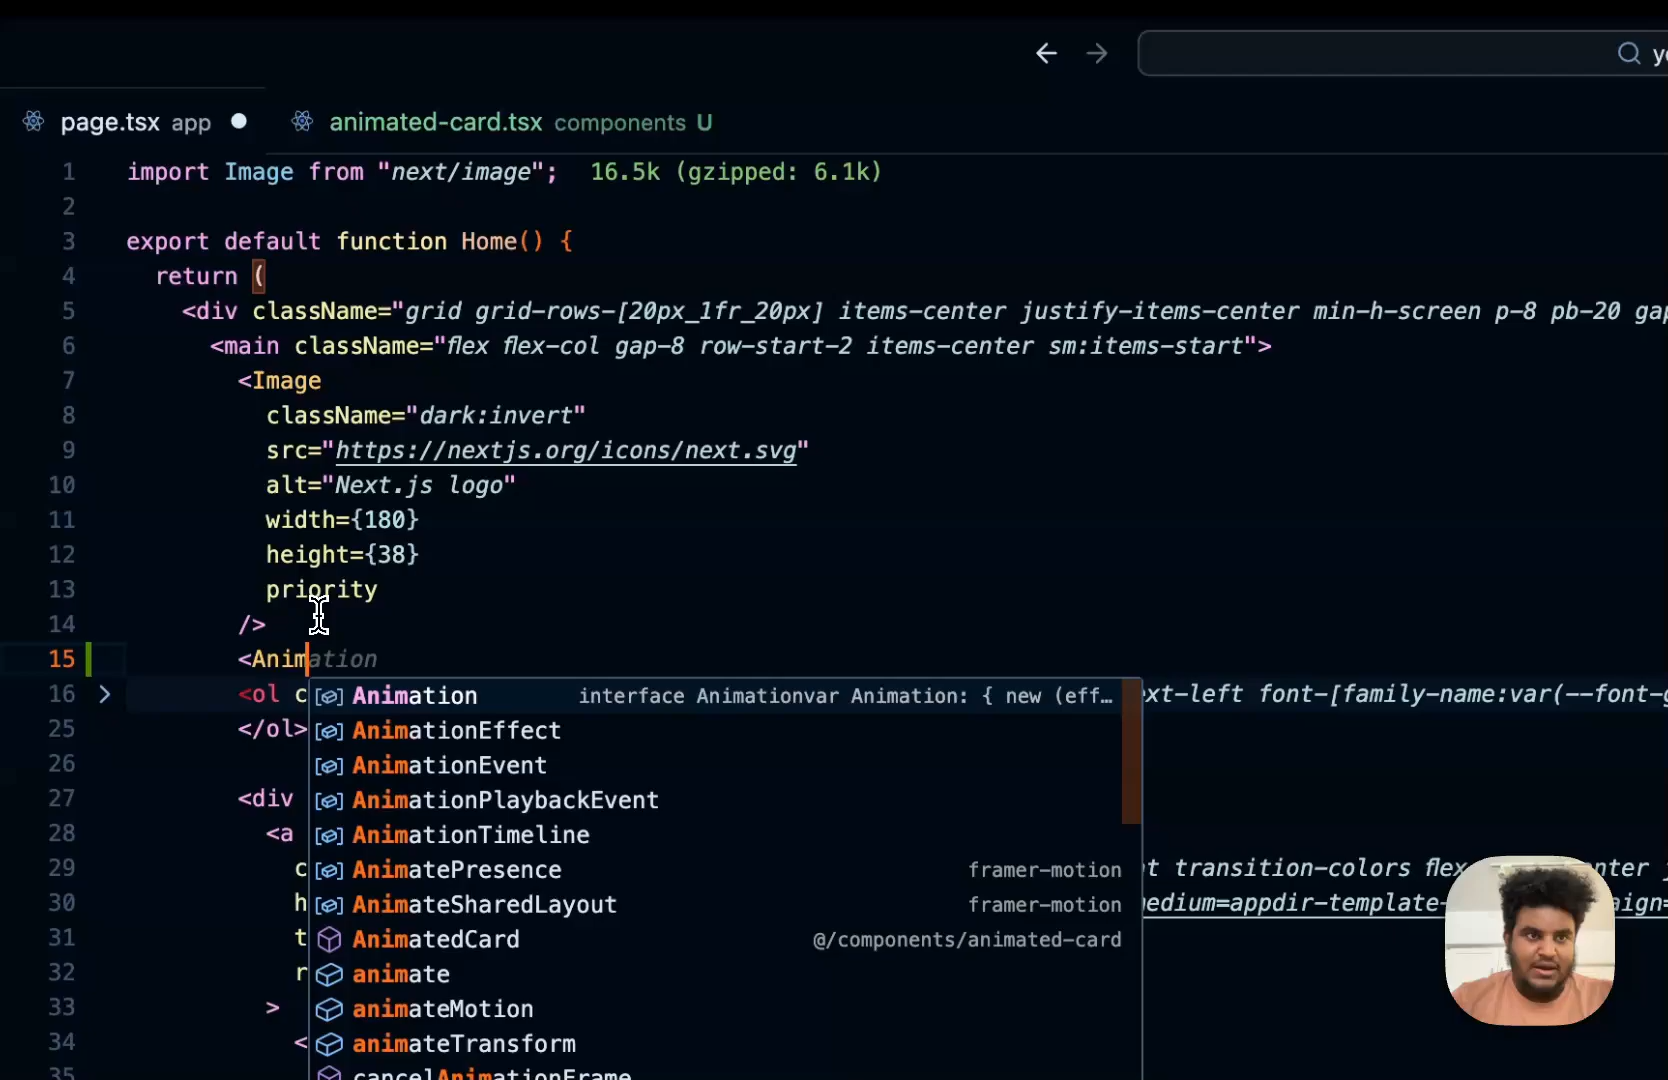 y
page.tsx app animated-card.tsx components U
1 import Image from "next/image"; 16.5k (gzipped: 6.1k)
2
3 export default function Home() {
4 return (
5 <div className="grid grid-rows-[20px_1fr_20px] items-center justify-items-center min-h-screen p-8 pb-20 gap
6 <main className="flex flex-col gap-8 row-start-2 items-center sm:items-start">
7 <Image
8 className="dark:invert"
9 src="https://nextjs.org/icons/next.svg"
10 alt="Next.js logo"
11 width={180}
12 height={38}
13 priority
14 />
15 <Animation
16 <ol c ext-left font-[family-name:var(--font-g
Animation interface Animationvar Animation: { new (eff…
25 </ol>
AnimationEffect
26
AnimationEvent
27 <div
AnimationPlaybackEvent
28 <a
AnimationTimeline
29 c t transition-colors flex
AnimatePresence framer-motion
30 h edium=appdir-template- aign=
AnimateSharedLayout framer-motion
31 t
AnimatedCard @/components/animated-card
32 r
animate
33 >
animateMotion
34 <
animateTransform
35
cancelAnimationFrame